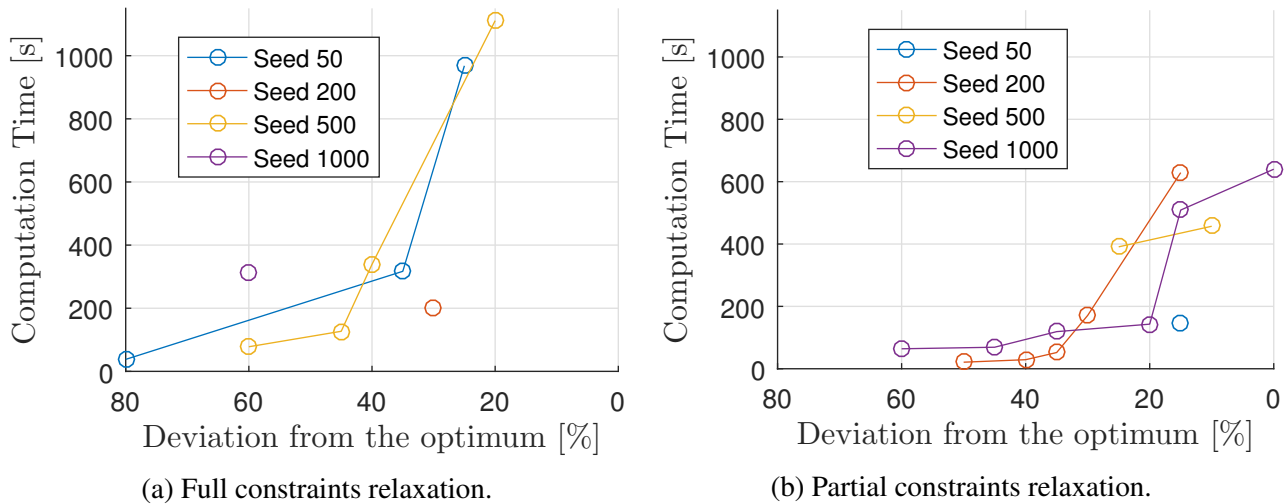 Computation Time [s]
1000
800
600
400
200
0
Seed 50
Seed 200
Seed 500
Seed 1000
80 60 40 20 0
Deviation from the optimum [%]
(a) Full constraints relaxation.
Computation Time [s]
1000
800
600
400
200
0
Seed 50
Seed 200
Seed 500
Seed 1000
80 60 40 20 0
Deviation from the optimum [%]
(b) Partial constraints relaxation.